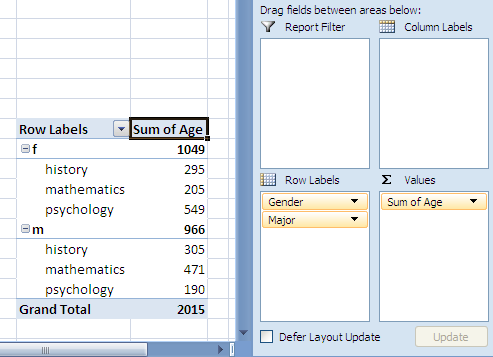 Row Labels Sum of Age
f 1049
history 295
mathematics 205
psychology 549
m 966
history 305
mathematics 471
psychology 190
Grand Total 2015
Drag fields between areas below:
Report Filter Column Labels
Row Labels Σ Values
Gender Sum of Age
Major
Defer Layout Update Update